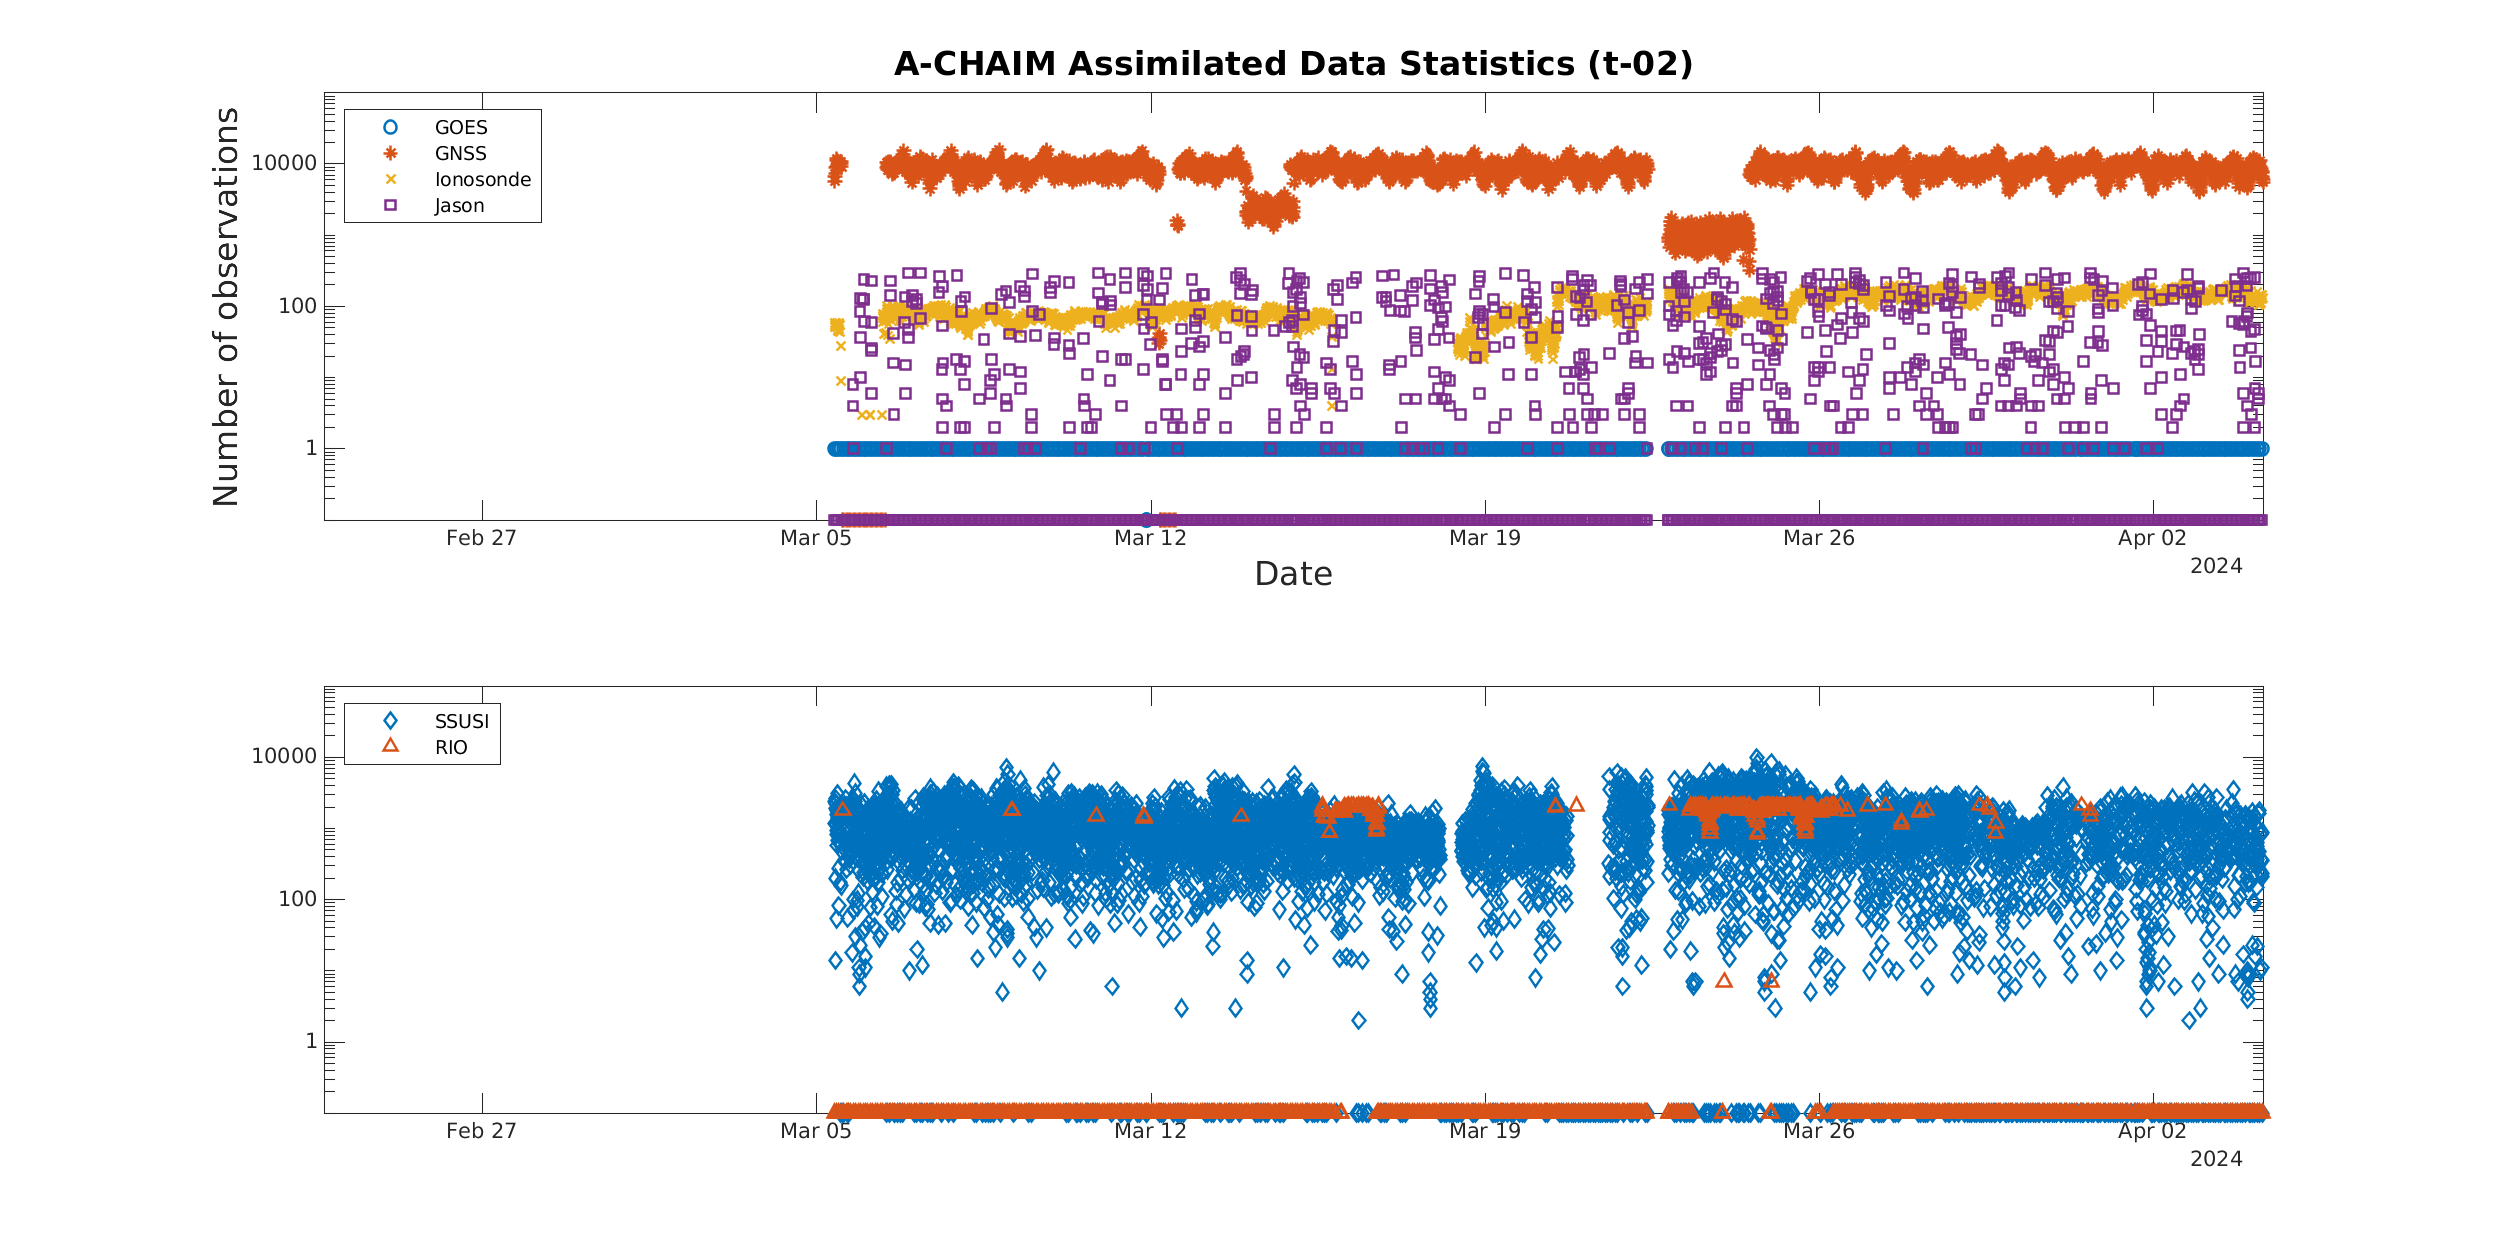 A-CHAIM Assimilated Data Statistics (t-02)
Number of observations
10000
100
1
GOES
GNSS
Ionosonde
Jason
Feb 27
Mar 05
Mar 12
Mar 19
Mar 26
Apr 02
2024
Date
10000
100
1
SSUSI
RIO
Feb 27
Mar 05
Mar 12
Mar 19
Mar 26
Apr 02
2024